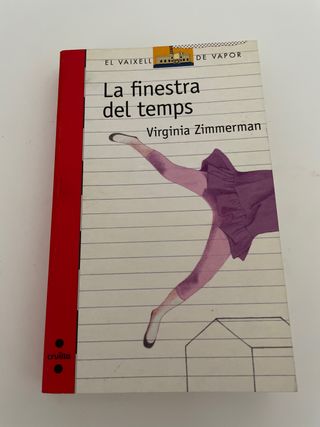 EL VAIXELL DE VAPOR
La finestra
del temps
Virginia Zimmerman
cruïlla